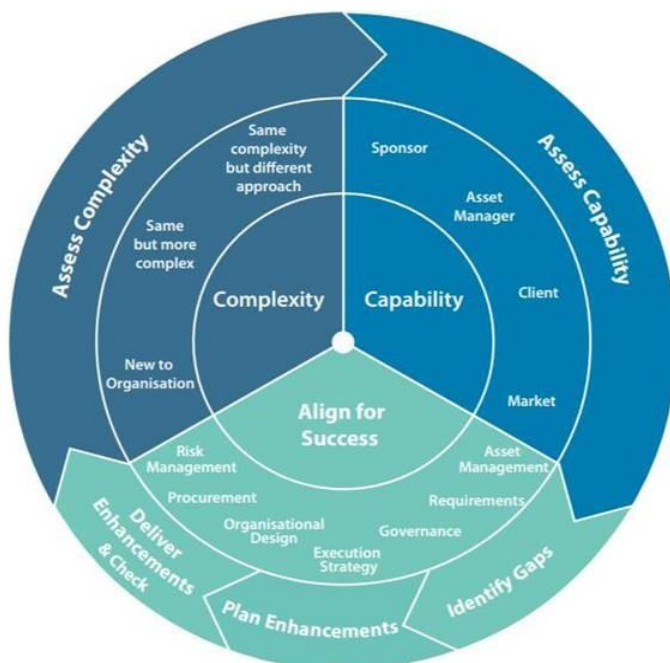 Assess Complexity
Same
complexity
but different
approach
Same
but more
complex
New to
Organisation
Complexity
Assess Capability
Sponsor
Asset
Manager
Client
Market
Capability
Align for
Success
Risk
Management
Procurement
Organisational
Design
Execution
Strategy
Governance
Requirements
Asset
Management
Identify Gaps
Plan Enhancements
Deliver
Enhancements
& Check